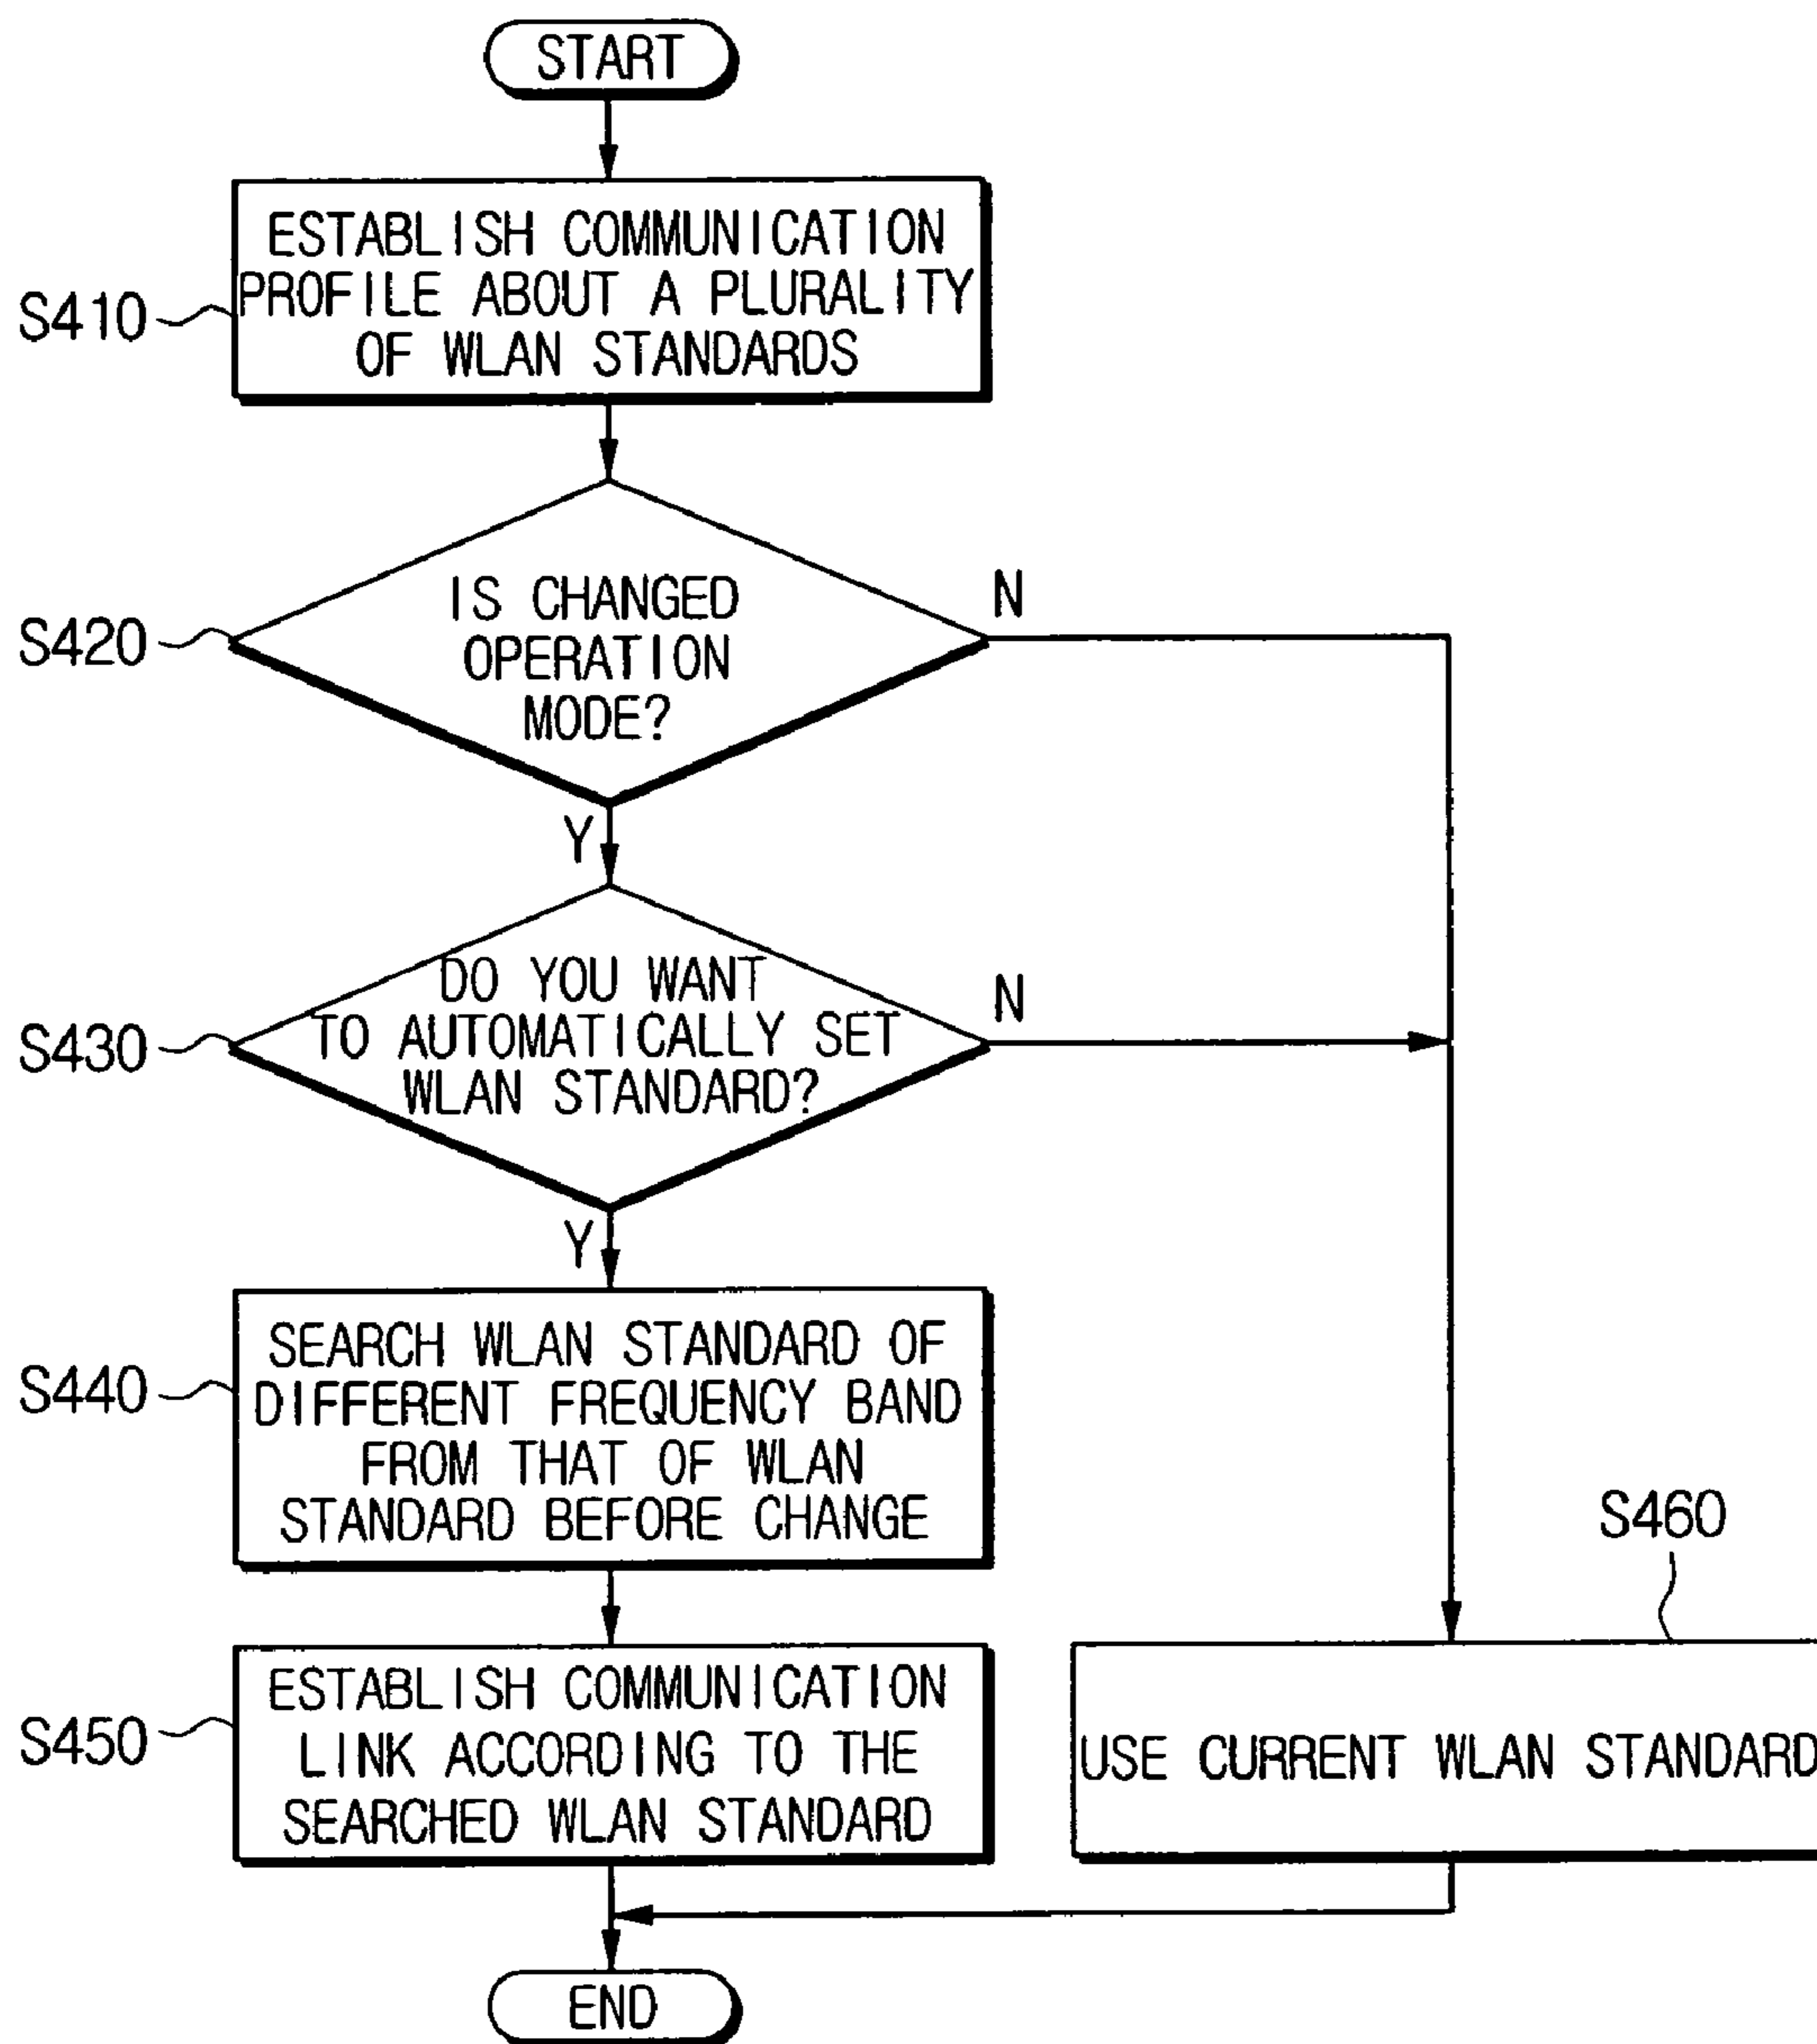 START
S410
ESTABLISH COMMUNICATION
PROFILE ABOUT A PLURALITY
OF WLAN STANDARDS
S420
IS CHANGED
OPERATION
MODE?
N
Y
S430
DO YOU WANT
TO AUTOMATICALLY SET
WLAN STANDARD?
N
Y
S440
SEARCH WLAN STANDARD OF
DIFFERENT FREQUENCY BAND
FROM THAT OF WLAN
STANDARD BEFORE CHANGE
S450
ESTABLISH COMMUNICATION
LINK ACCORDING TO THE
SEARCHED WLAN STANDARD
S460
USE CURRENT WLAN STANDARD
END